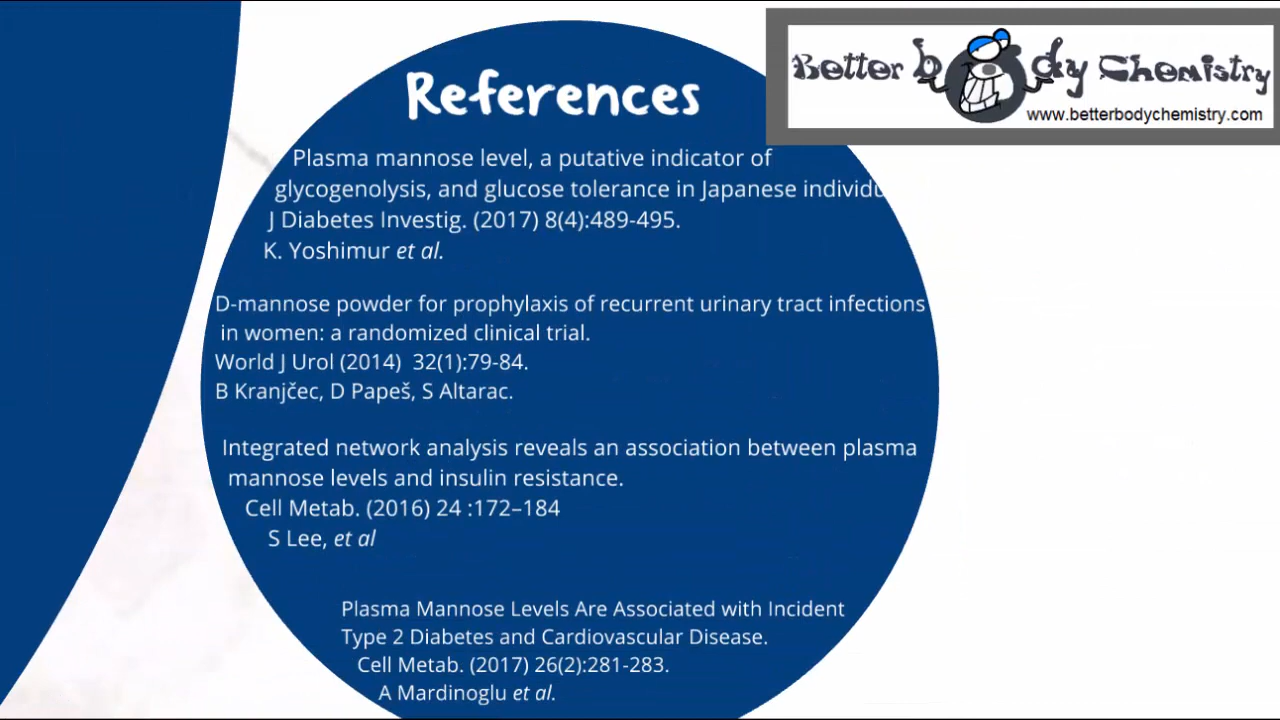 References
Better body Chemistry
www.betterbodychemistry.com
Plasma mannose level, a putative indicator of
glycogenolysis, and glucose tolerance in Japanese individu
J Diabetes Investig. (2017) 8(4):489-495.
K. Yoshimur et al.
D-mannose powder for prophylaxis of recurrent urinary tract infections
in women: a randomized clinical trial.
World J Urol (2014) 32(1):79-84.
B Kranjčec, D Papeš, S Altarac.
Integrated network analysis reveals an association between plasma
mannose levels and insulin resistance.
Cell Metab. (2016) 24 :172–184
S Lee, et al
Plasma Mannose Levels Are Associated with Incident
Type 2 Diabetes and Cardiovascular Disease.
Cell Metab. (2017) 26(2):281-283.
A Mardinoglu et al.